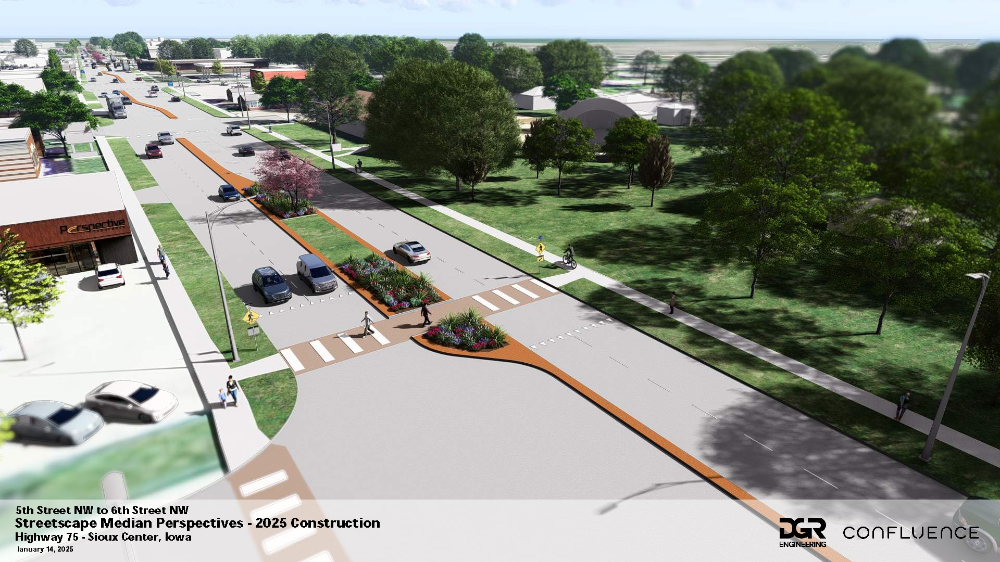 Perspective
5th Street NW to 6th Street NW
Streetscape Median Perspectives - 2025 Construction
Highway 75 - Sioux Center, Iowa
January 14, 2025
DGR
ENGINEERING
CONFLUENCE